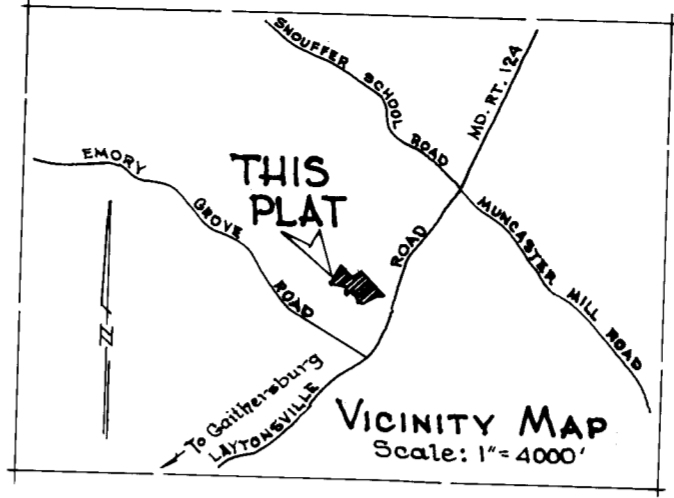 SNOUFFER SCHOOL ROAD
MD. RT. 124
EMORY GROVE ROAD
THIS
PLAT
MUNCASTER MILL ROAD
N
To Gaithersburg
LAYTONSVILLE ROAD
VICINITY MAP
Scale: 1"= 4000'